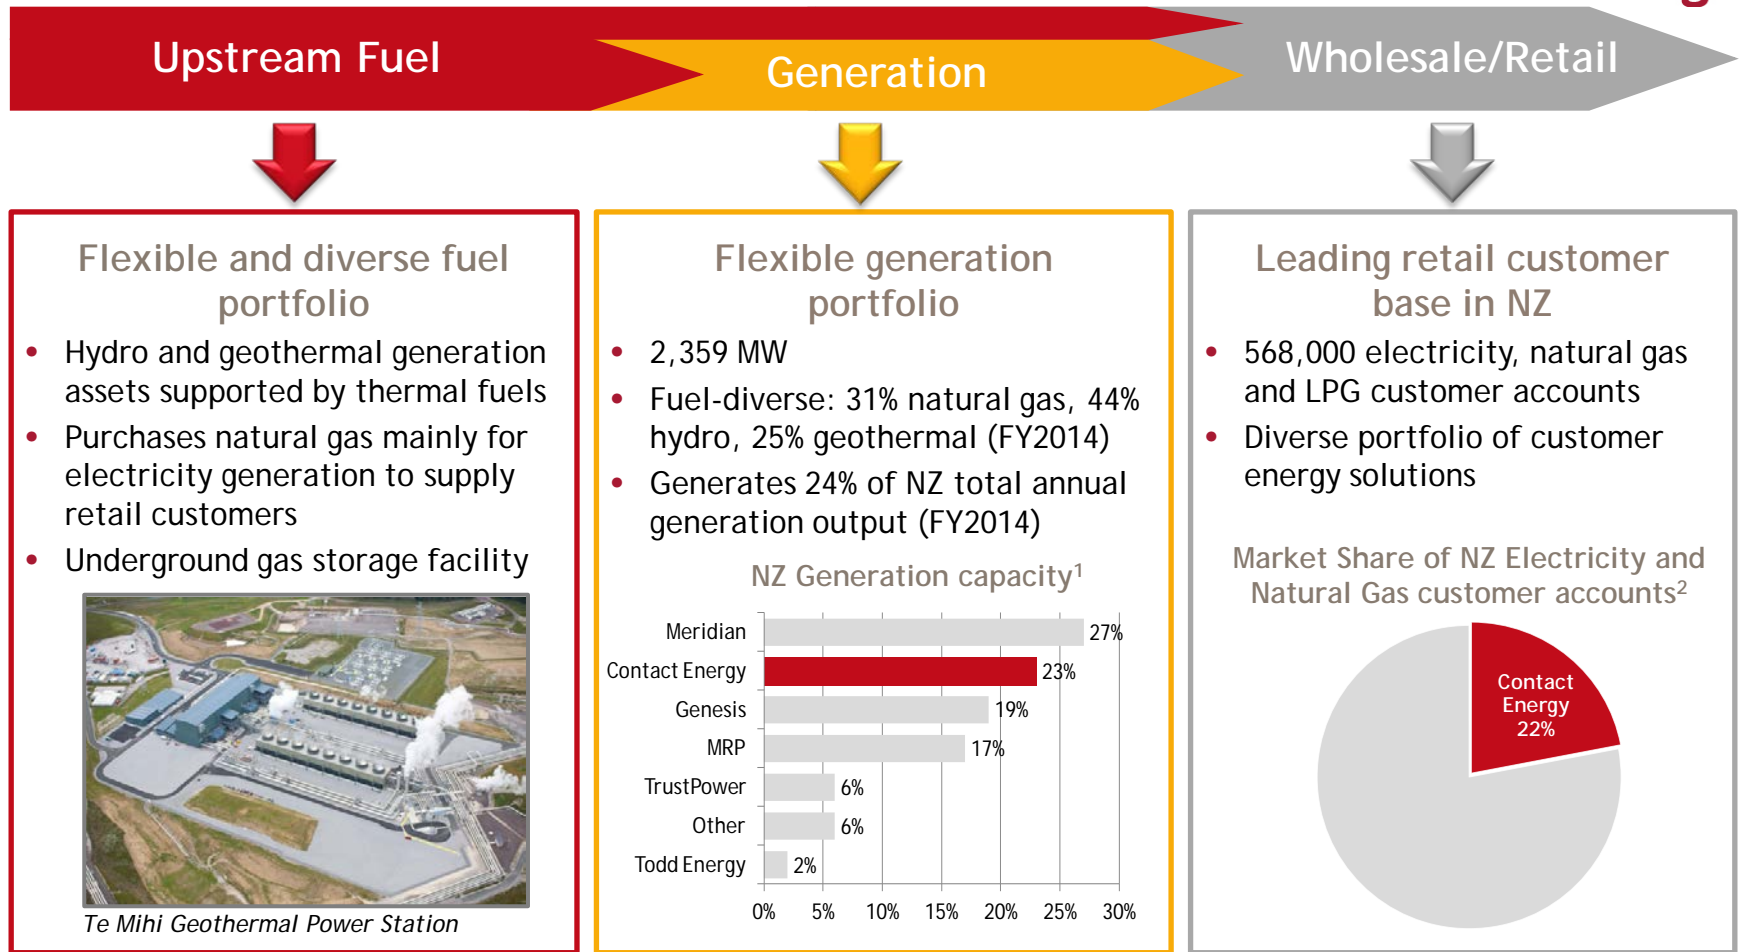 Upstream Fuel
Generation
Wholesale/Retail
Flexible and diverse fuel
portfolio
• Hydro and geothermal generation
assets supported by thermal fuels
• Purchases natural gas mainly for
electricity generation to supply
retail customers
• Underground gas storage facility
Te Mihi Geothermal Power Station
Flexible generation
portfolio
• 2,359 MW
• Fuel-diverse: 31% natural gas, 44%
hydro, 25% geothermal (FY2014)
• Generates 24% of NZ total annual
generation output (FY2014)
NZ Generation capacity¹
Meridian 27%
Contact Energy 23%
Genesis 19%
MRP 17%
TrustPower 6%
Other 6%
Todd Energy 2%
0% 5% 10% 15% 20% 25% 30%
Leading retail customer
base in NZ
• 568,000 electricity, natural gas
and LPG customer accounts
• Diverse portfolio of customer
energy solutions
Market Share of NZ Electricity and
Natural Gas customer accounts²
Contact
Energy
22%